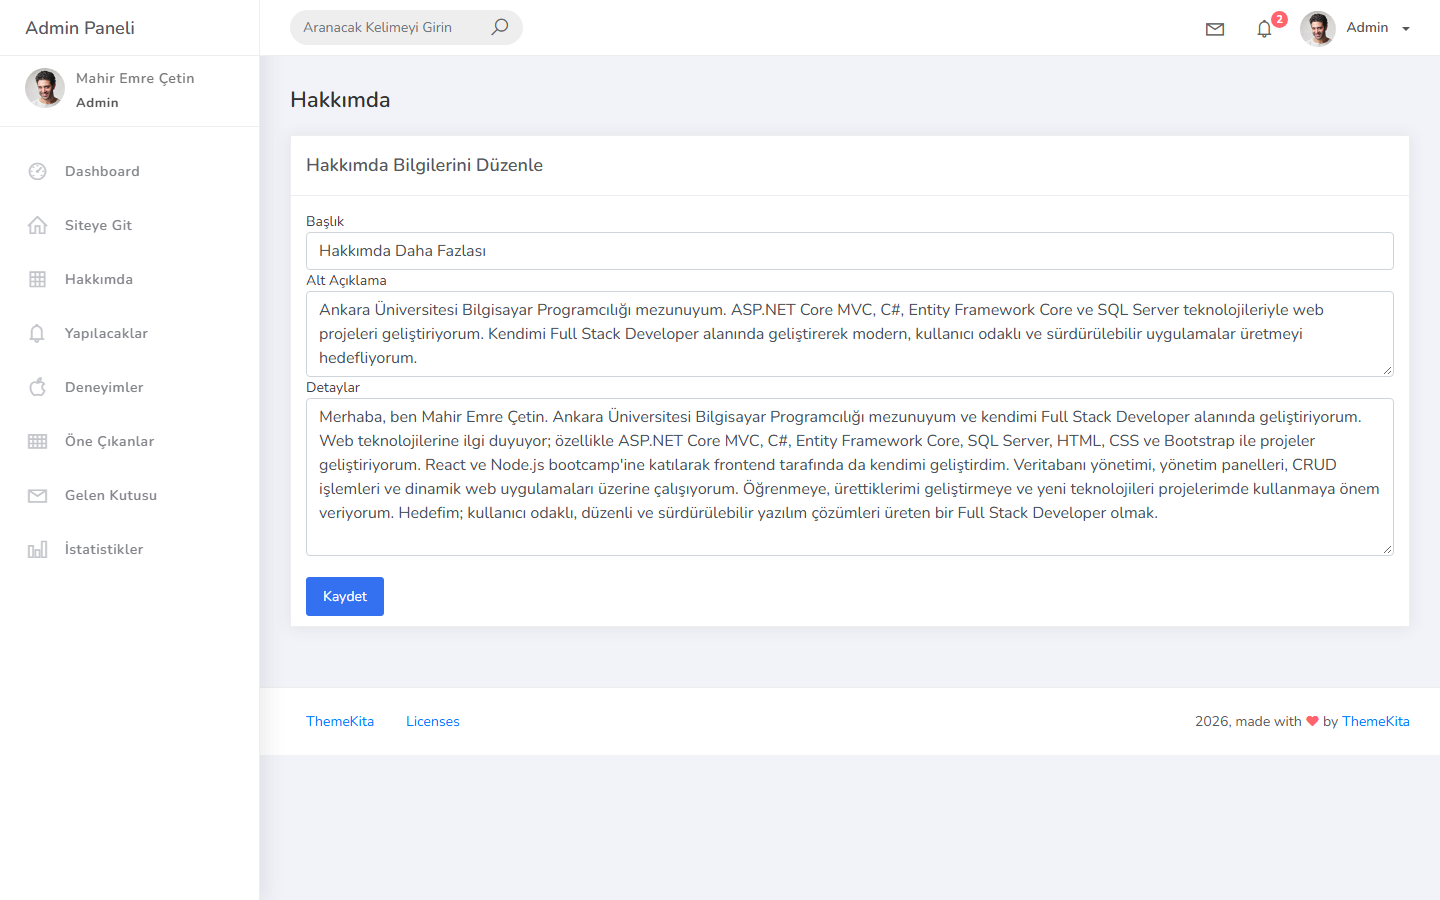 Admin Paneli
Aranacak Kelimeyi Girin
2
Admin
Mahir Emre Çetin
Admin
Dashboard
Siteye Git
Hakkımda
Yapılacaklar
Deneyimler
Öne Çıkanlar
Gelen Kutusu
İstatistikler
Hakkımda
Hakkımda Bilgilerini Düzenle
Başlık
Hakkımda Daha Fazlası
Alt Açıklama
Ankara Üniversitesi Bilgisayar Programcılığı mezunuyum. ASP.NET Core MVC, C#, Entity Framework Core ve SQL Server teknolojileriyle web
projeleri geliştiriyorum. Kendimi Full Stack Developer alanında geliştirerek modern, kullanıcı odaklı ve sürdürülebilir uygulamalar üretmeyi
hedefliyorum.
Detaylar
Merhaba, ben Mahir Emre Çetin. Ankara Üniversitesi Bilgisayar Programcılığı mezunuyum ve kendimi Full Stack Developer alanında geliştiriyorum.
Web teknolojilerine ilgi duyuyor; özellikle ASP.NET Core MVC, C#, Entity Framework Core, SQL Server, HTML, CSS ve Bootstrap ile projeler
geliştiriyorum. React ve Node.js bootcamp'ine katılarak frontend tarafında da kendimi geliştirdim. Veritabanı yönetimi, yönetim panelleri, CRUD
işlemleri ve dinamik web uygulamaları üzerine çalışıyorum. Öğrenmeye, ürettiklerimi geliştirmeye ve yeni teknolojileri projelerimde kullanmaya önem
veriyorum. Hedefim; kullanıcı odaklı, düzenli ve sürdürülebilir yazılım çözümleri üreten bir Full Stack Developer olmak.
Kaydet
ThemeKita
Licenses
2026, made with ❤ by ThemeKita